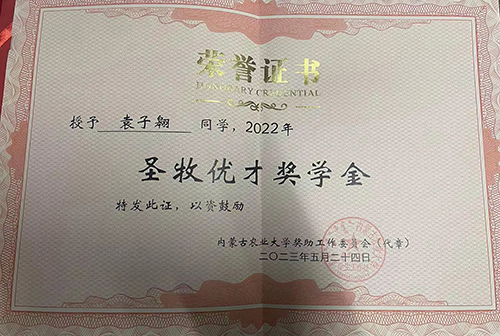 荣誉证书
HONORARY CREDENTIAL
授予 袁子翱 同学，2022年
圣牧优才奖学金
特发此证，以资鼓励
内蒙古农业大学奖助工作委员会（代章）
二〇二三年五月二十四日